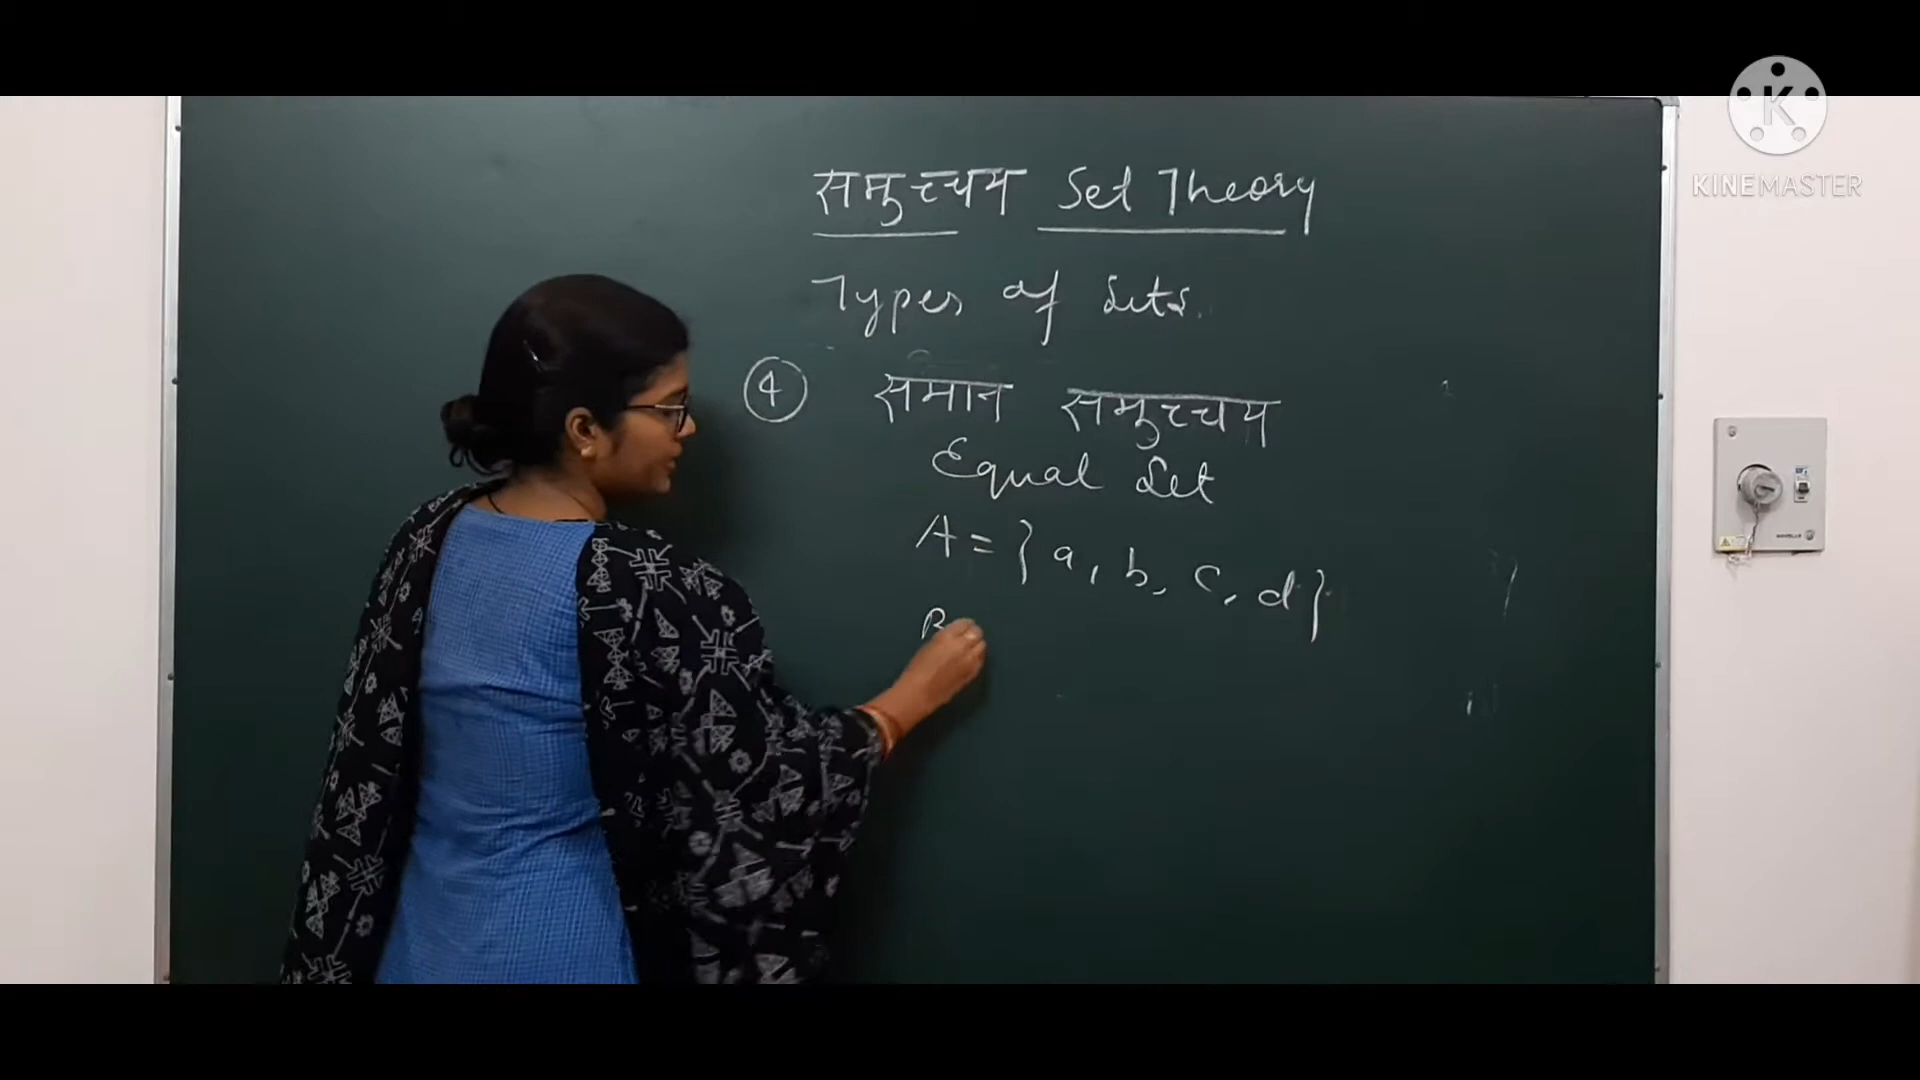 समुच्चय Set Theory
Types of Sets.
4 समान समुच्चय
Equal Set
A = } a, b, c, d }
B
K
KINEMASTER